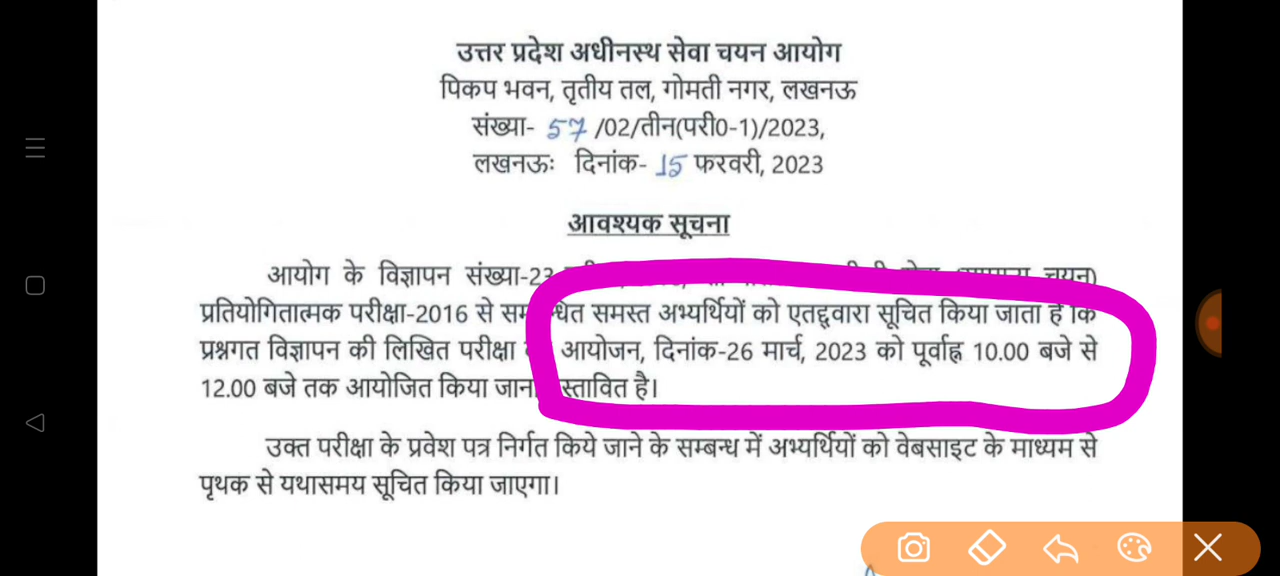 उत्तर प्रदेश अधीनस्थ सेवा चयन आयोग
पिकप भवन, तृतीय तल, गोमती नगर, लखनऊ
संख्या- 57 /02/तीन(परी0-1)/2023,
लखनऊः दिनांक- 15 फरवरी, 2023
आवश्यक सूचना
आयोग के विज्ञापन संख्या-23 चयन)
प्रतियोगितात्मक परीक्षा-2016 से समस्त अभ्यर्थियों को एतद्द्वारा सूचित किया जाता है कि
प्रश्नगत विज्ञापन की लिखित परीक्षा आयोजन, दिनांक-26 मार्च, 2023 को पूर्वाह्न 10.00 बजे से
12.00 बजे तक आयोजित किया है।
उक्त परीक्षा के प्रवेश पत्र निर्गत किये जाने के सम्बन्ध में अभ्यर्थियों को वेबसाइट के माध्यम से
पृथक से यथासमय सूचित किया जाएगा।